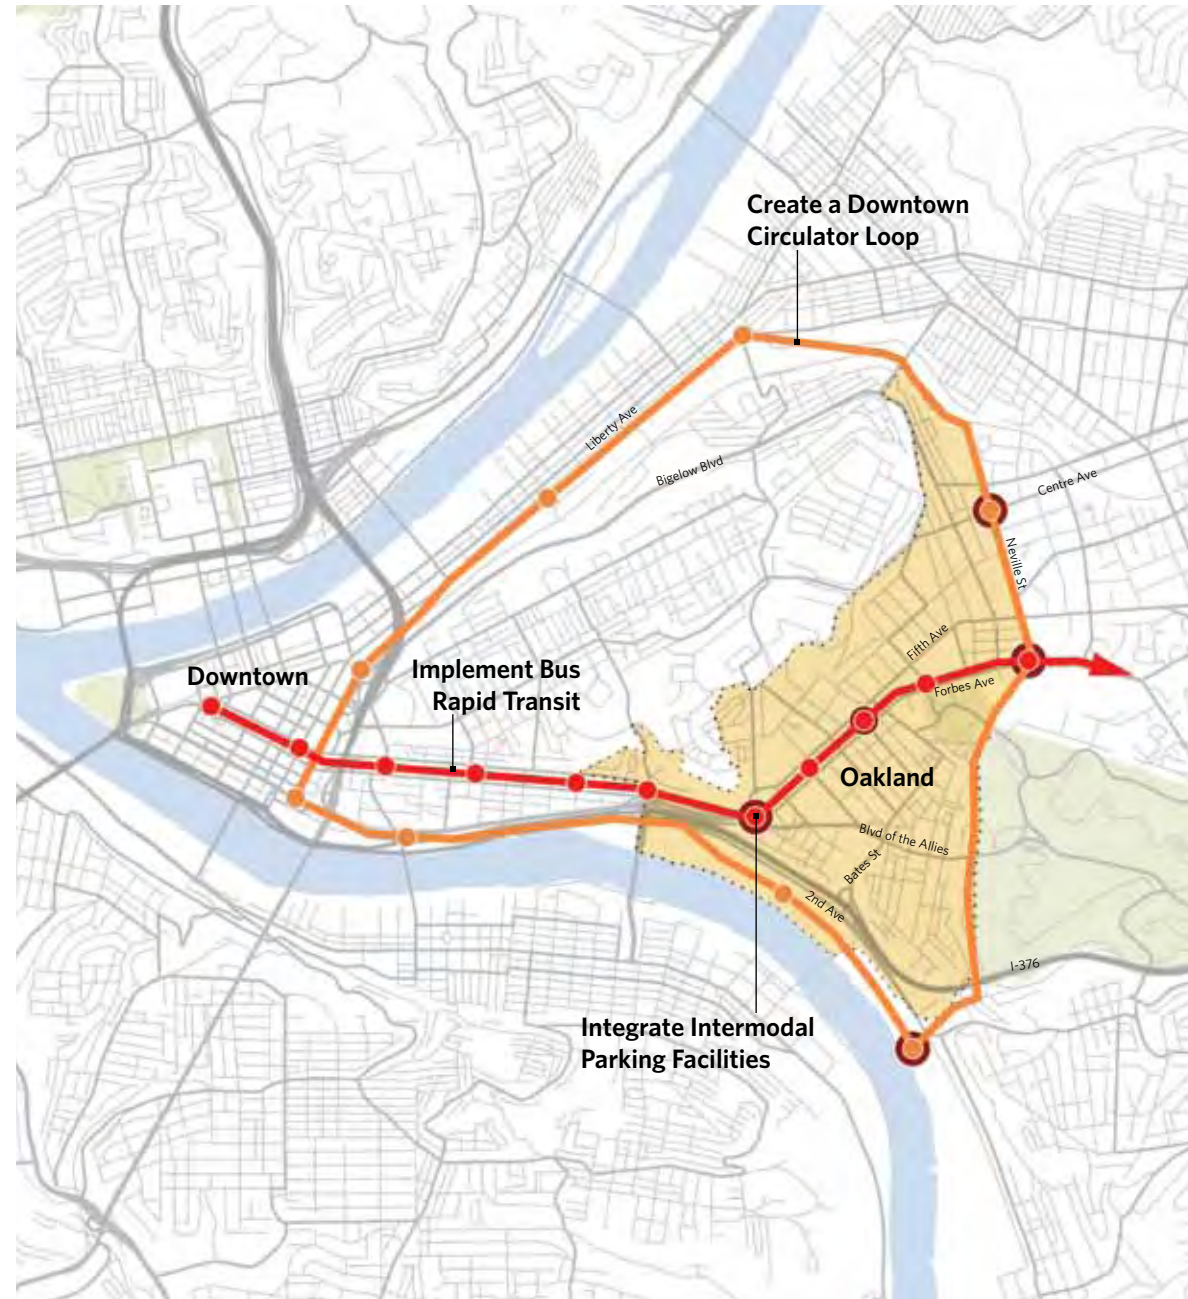 Create a Downtown
Circulator Loop
Liberty Ave
Bigelow Blvd
Centre Ave
Neville St
Fifth Ave
Forbes Ave
Downtown
Implement Bus
Rapid Transit
Oakland
Blvd of the Allies
Bates St
2nd Ave
I-376
Integrate Intermodal
Parking Facilities